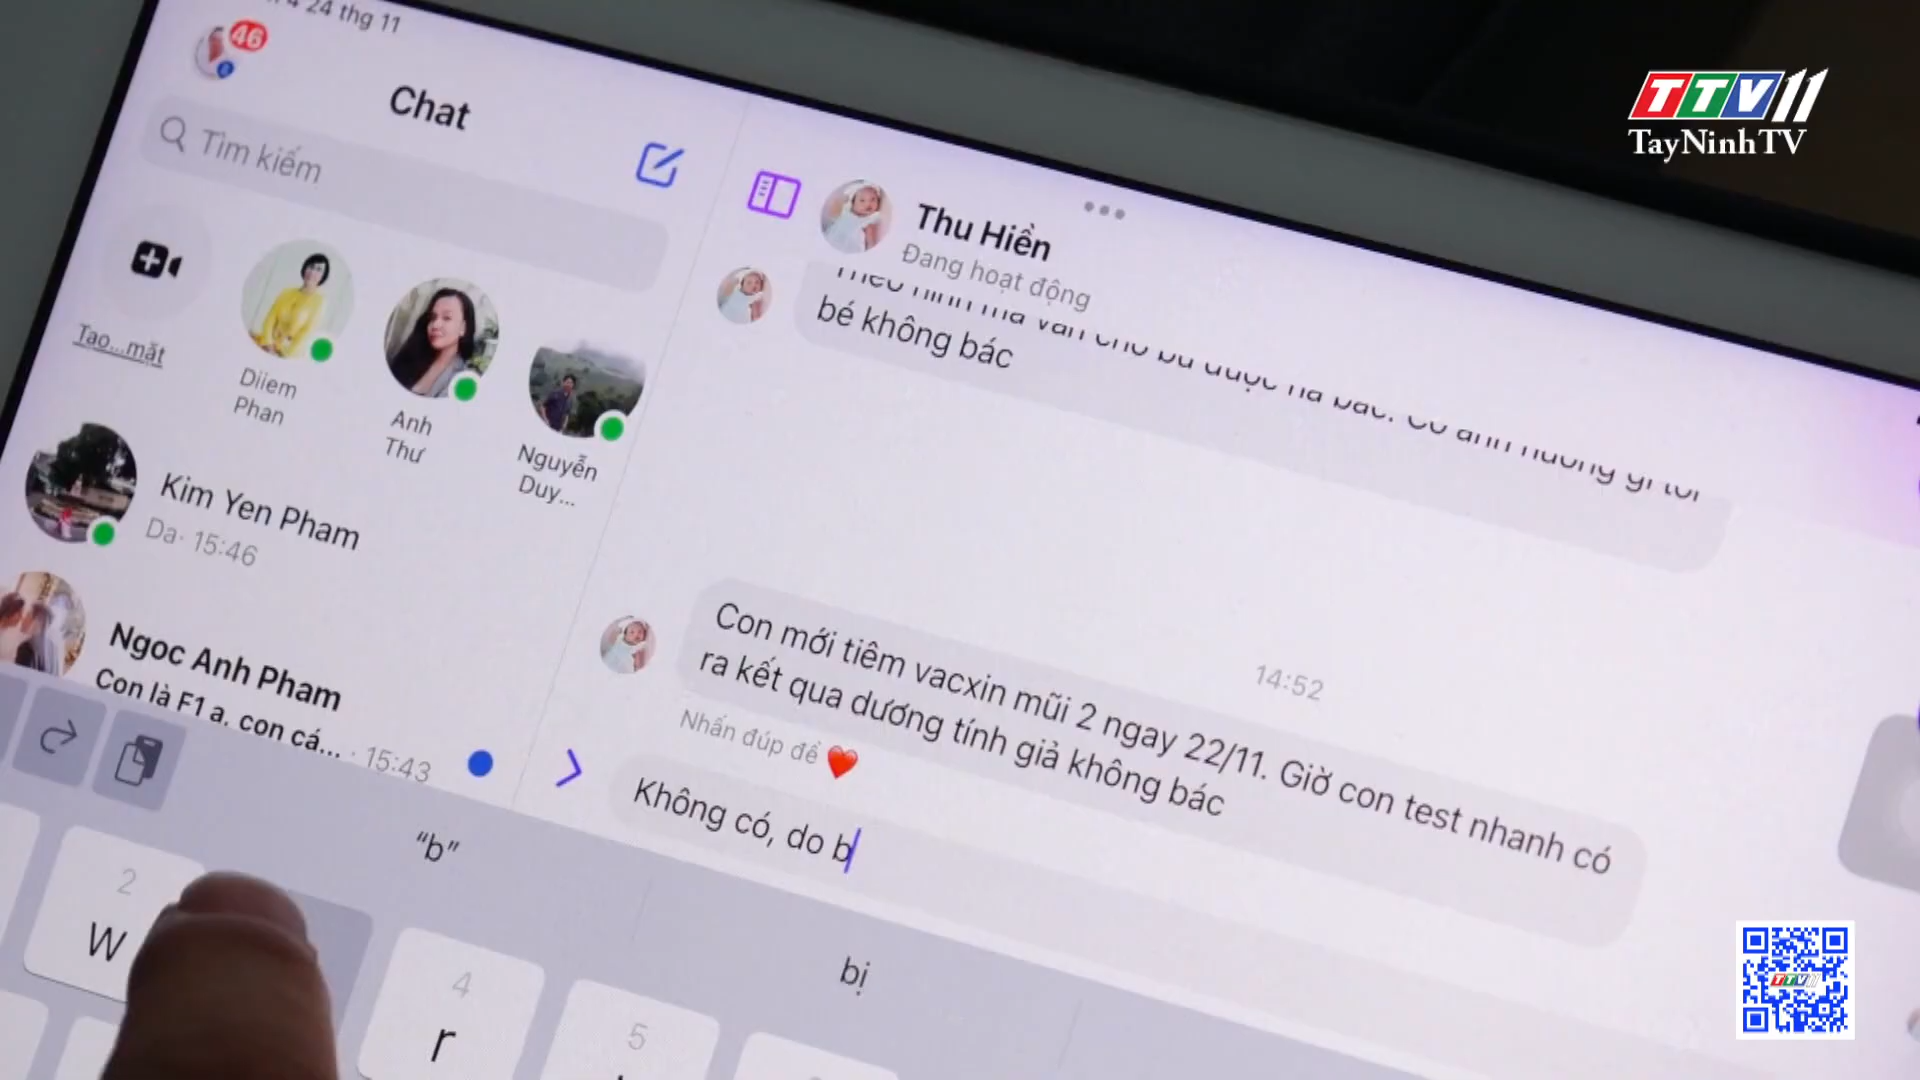 24 thg 11
46
Chat
Tìm kiếm
TTV11
TayNinhTV
Thu Hiền
Đang hoạt động
bé không bác
Tạo...mặt
Diiem
Phan
Anh
Thư
Nguyễn
Duy...
Kim Yen Pham
Da · 15:46
Ngoc Anh Pham
Con là F1 a, con cá... · 15:43
14:52
Con mới tiêm vacxin mũi 2 ngay 22/11. Giờ con test nhanh có
ra kết qua dương tính giả không bác
Nhấn đúp để
Không có, do b
“b”
bị
2
W
4
r
5
TTV11